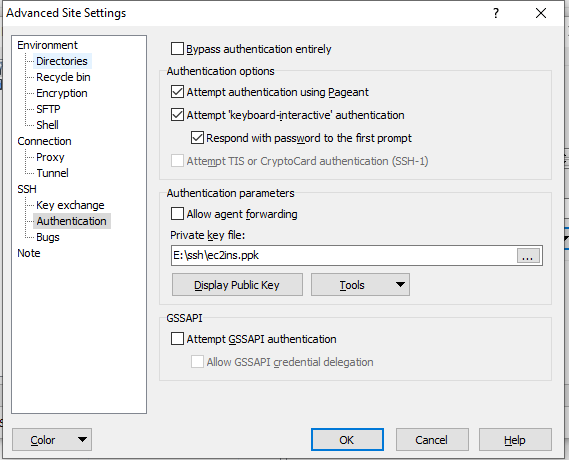 Advanced Site Settings
?
Environment
Directories
Recycle bin
Encryption
SFTP
Shell
Connection
Proxy
Tunnel
SSH
Key exchange
Authentication
Bugs
Note
Bypass authentication entirely
Authentication options
Attempt authentication using Pageant
Attempt 'keyboard-interactive' authentication
Respond with password to the first prompt
Attempt TIS or CryptoCard authentication (SSH-1)
Authentication parameters
Allow agent forwarding
Private key file:
E:\ssh\ec2ins.ppk
...
Display Public Key
Tools
GSSAPI
Attempt GSSAPI authentication
Allow GSSAPI credential delegation
Color
OK
Cancel
Help